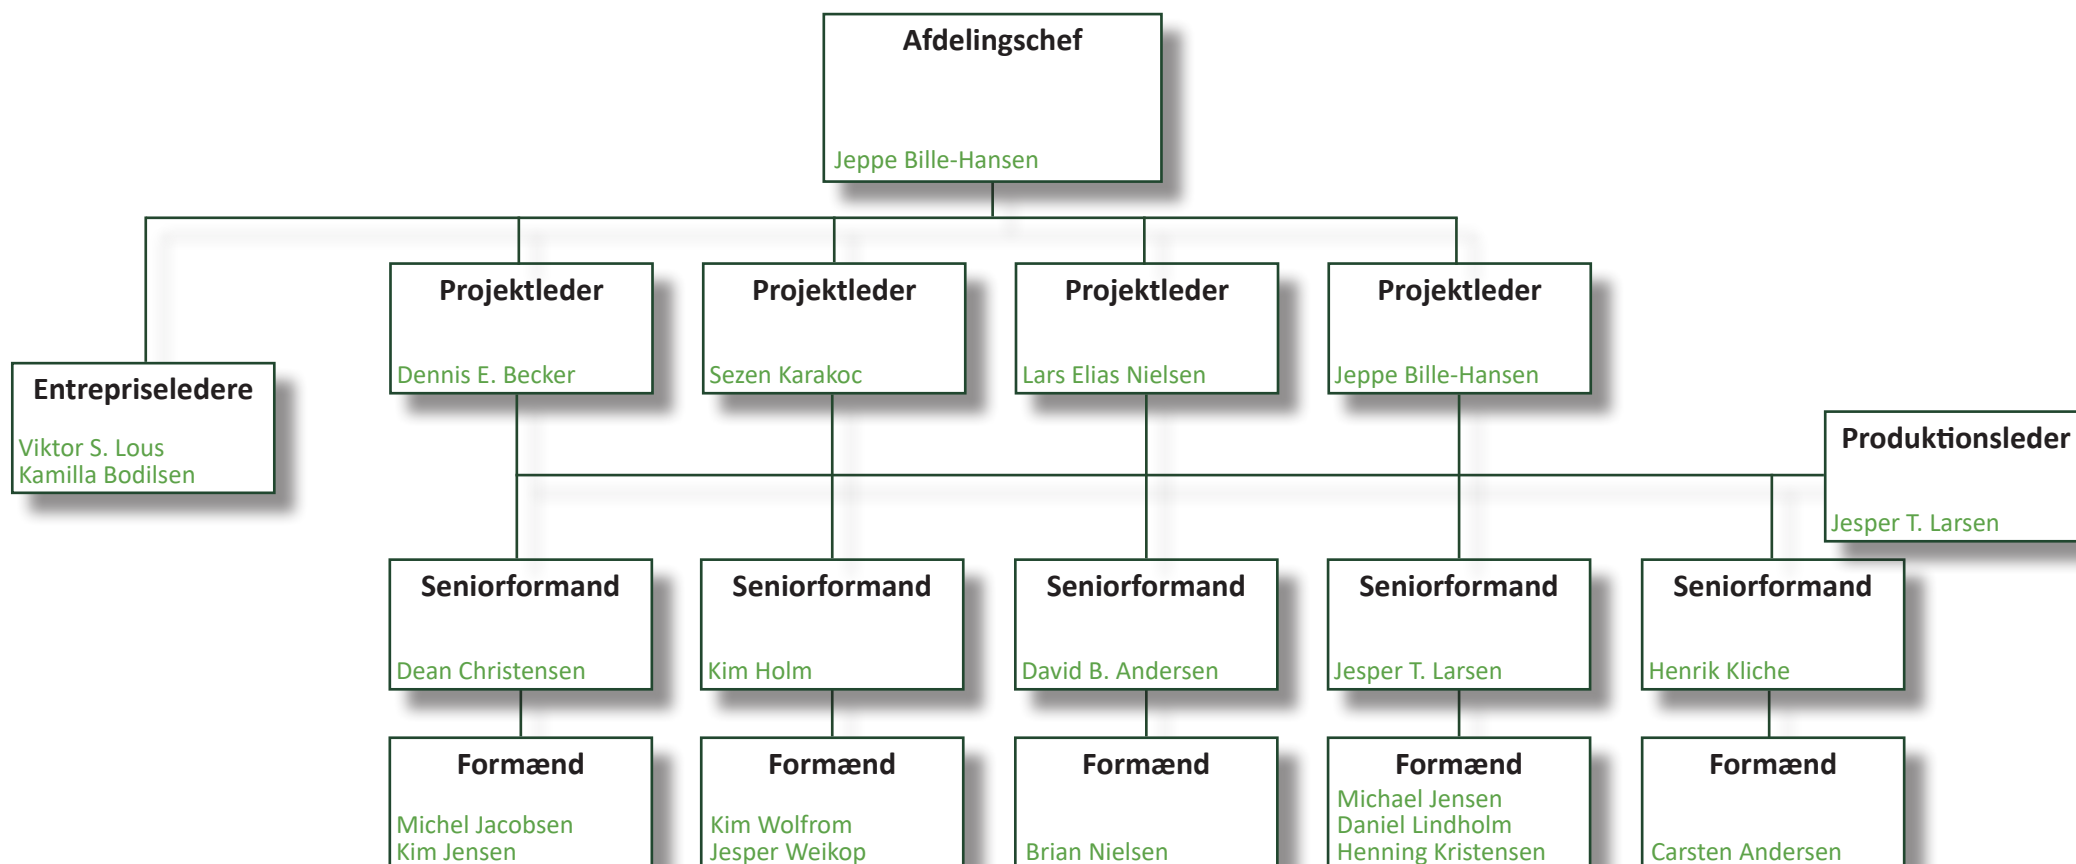 Afdelingschef
Jeppe Bille-Hansen
Projektleder
Dennis E. Becker
Projektleder
Sezen Karakoc
Projektleder
Lars Elias Nielsen
Projektleder
Jeppe Bille-Hansen
Entrepriseledere
Viktor S. Lous
Kamilla Bodilsen
Produktionsleder
Jesper T. Larsen
Seniorformand
Dean Christensen
Seniorformand
Kim Holm
Seniorformand
David B. Andersen
Seniorformand
Jesper T. Larsen
Seniorformand
Henrik Kliche
Formænd
Michel Jacobsen
Kim Jensen
Formænd
Kim Wolfrom
Jesper Weikop
Formænd
Brian Nielsen
Formænd
Michael Jensen
Daniel Lindholm
Henning Kristensen
Formænd
Carsten Andersen